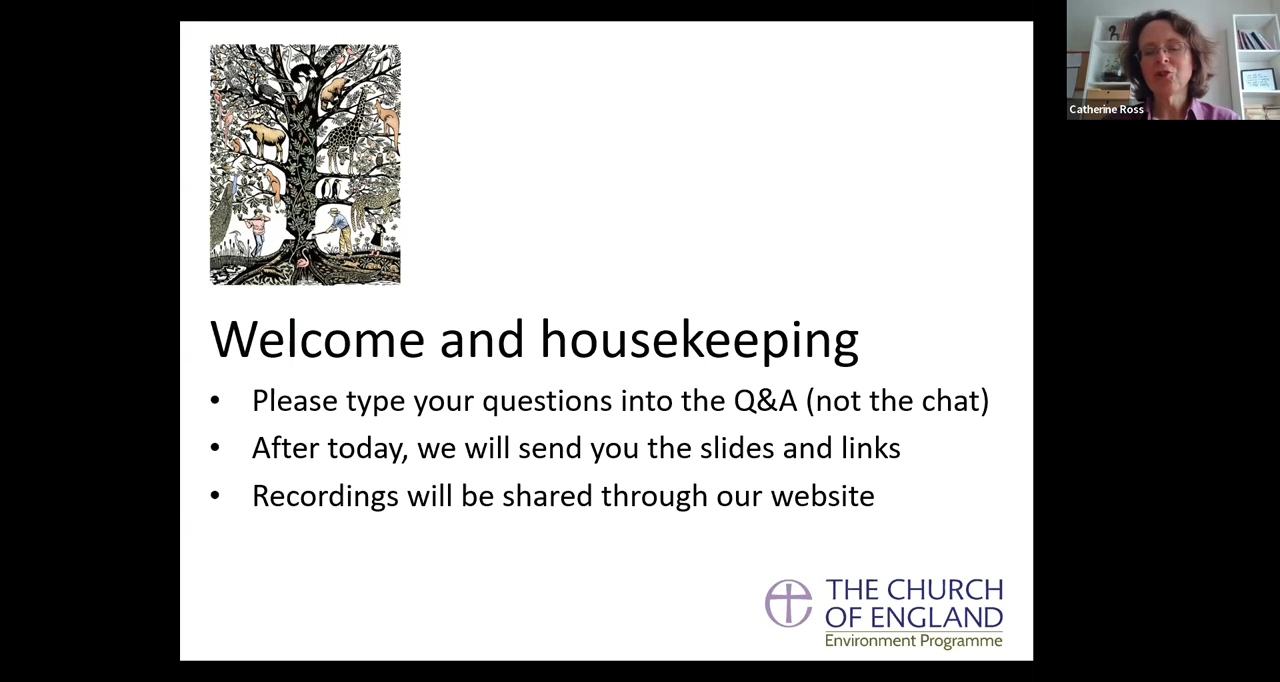 Catherine Ross
Welcome and housekeeping
• Please type your questions into the Q&A (not the chat)
• After today, we will send you the slides and links
• Recordings will be shared through our website
THE CHURCH
OF ENGLAND
Environment Programme